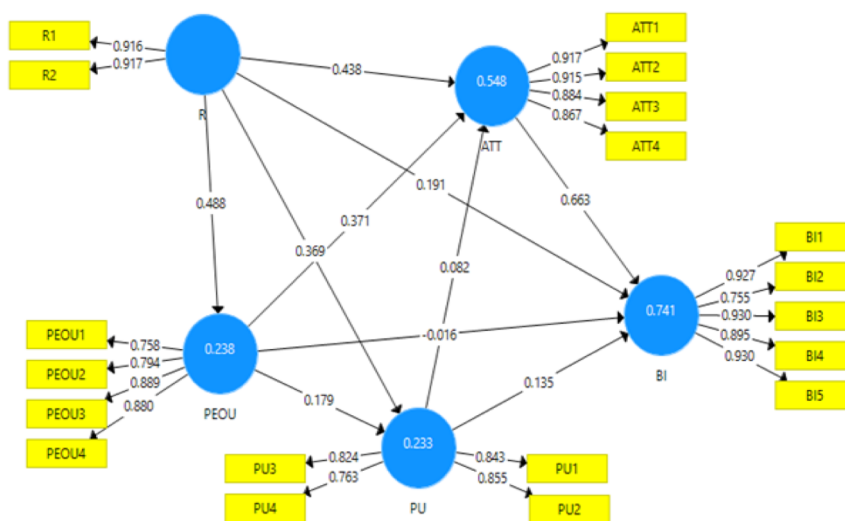 R1
0.916
R2
0.917
R
0.438
0.548
ATT
0.917
ATT1
0.915
ATT2
0.884
ATT3
0.867
ATT4
0.488
0.369
0.371
0.191
0.082
0.663
PEOU1
0.758
PEOU2
0.794
PEOU3
0.889
PEOU4
0.880
0.238
PEOU
-0.016
0.179
0.135
0.741
BI
0.927
BI1
0.755
BI2
0.930
BI3
0.895
BI4
0.930
BI5
0.233
PU
PU3
0.824
PU4
0.763
0.843
PU1
0.855
PU2